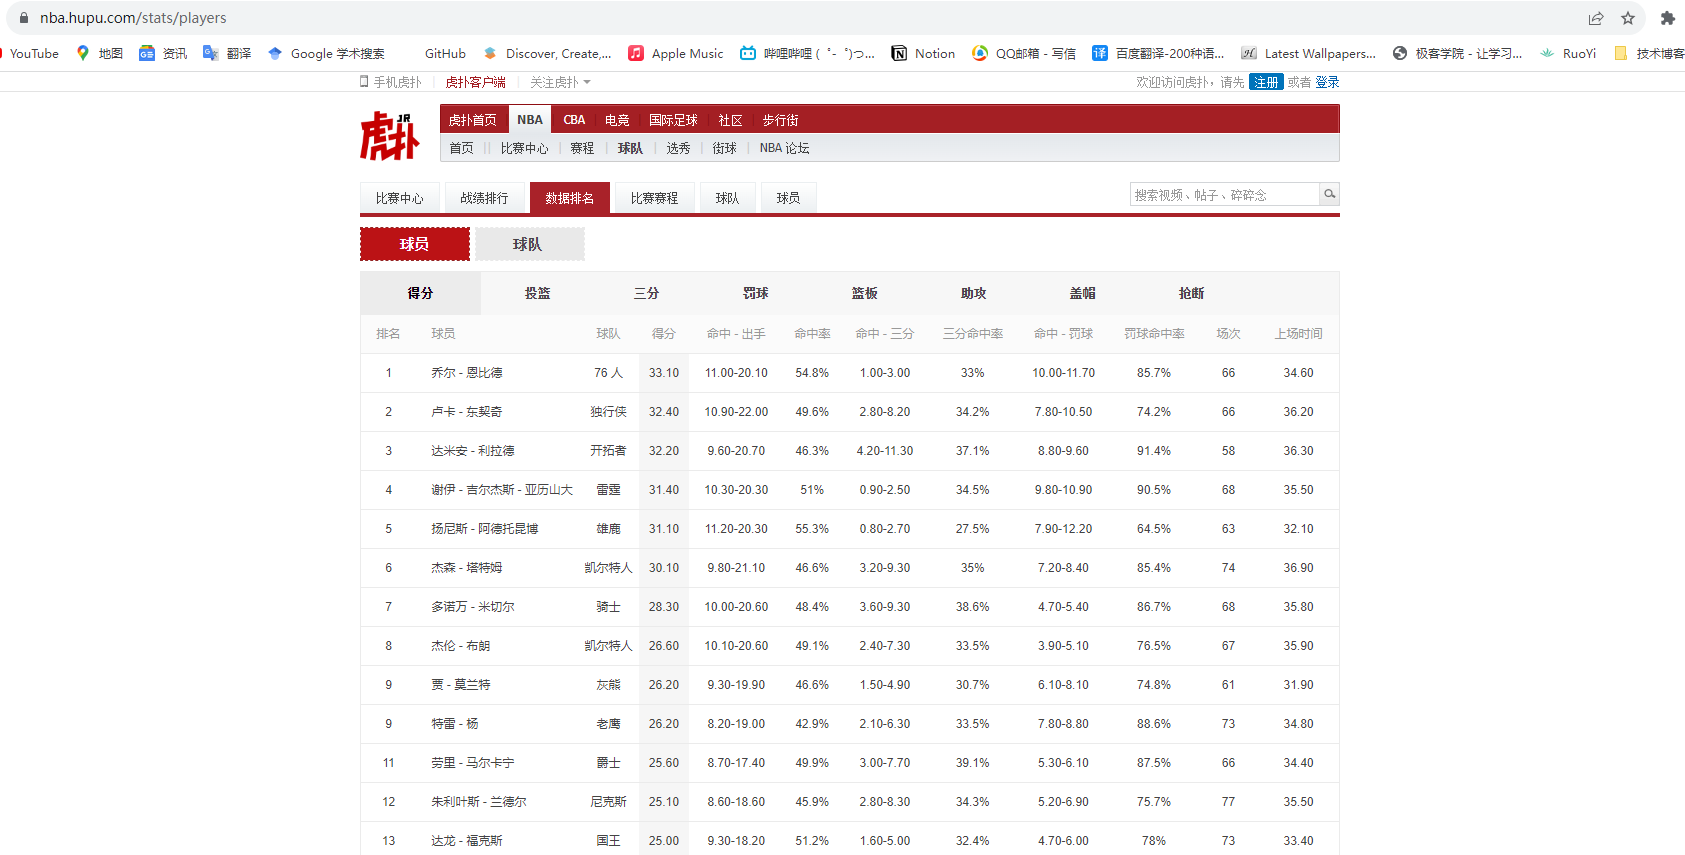 nba.hupu.com/stats/players
YouTube 地图 资讯 翻译 Google 学术搜索 GitHub Discover, Create,... Apple Music 哔哩哔哩 ( ゜- ゜)つ... Notion QQ邮箱 - 写信 百度翻译-200种语... Latest Wallpapers... 极客学院 - 让学习... RuoYi 技术博客
手机虎扑 虎扑客户端 关注虎扑 欢迎访问虎扑，请先 注册 或者 登录
虎扑 JR
虎扑首页 NBA CBA 电竞 国际足球 社区 步行街
首页 比赛中心 赛程 球队 选秀 街球 NBA 论坛
比赛中心 战绩排行 数据排名 比赛赛程 球队 球员 搜索视频、帖子、碎碎念
球员 球队
得分 投篮 三分 罚球 篮板 助攻 盖帽 抢断
排名 球员 球队 得分 命中 - 出手 命中率 命中 - 三分 三分命中率 命中 - 罚球 罚球命中率 场次 上场时间
1 乔尔 - 恩比德 76 人 33.10 11.00-20.10 54.8% 1.00-3.00 33% 10.00-11.70 85.7% 66 34.60
2 卢卡 - 东契奇 独行侠 32.40 10.90-22.00 49.6% 2.80-8.20 34.2% 7.80-10.50 74.2% 66 36.20
3 达米安 - 利拉德 开拓者 32.20 9.60-20.70 46.3% 4.20-11.30 37.1% 8.80-9.60 91.4% 58 36.30
4 谢伊 - 吉尔杰斯 - 亚历山大 雷霆 31.40 10.30-20.30 51% 0.90-2.50 34.5% 9.80-10.90 90.5% 68 35.50
5 扬尼斯 - 阿德托昆博 雄鹿 31.10 11.20-20.30 55.3% 0.80-2.70 27.5% 7.90-12.20 64.5% 63 32.10
6 杰森 - 塔特姆 凯尔特人 30.10 9.80-21.10 46.6% 3.20-9.30 35% 7.20-8.40 85.4% 74 36.90
7 多诺万 - 米切尔 骑士 28.30 10.00-20.60 48.4% 3.60-9.30 38.6% 4.70-5.40 86.7% 68 35.80
8 杰伦 - 布朗 凯尔特人 26.60 10.10-20.60 49.1% 2.40-7.30 33.5% 3.90-5.10 76.5% 67 35.90
9 贾 - 莫兰特 灰熊 26.20 9.30-19.90 46.6% 1.50-4.90 30.7% 6.10-8.10 74.8% 61 31.90
9 特雷 - 杨 老鹰 26.20 8.20-19.00 42.9% 2.10-6.30 33.5% 7.80-8.80 88.6% 73 34.80
11 劳里 - 马尔卡宁 爵士 25.60 8.70-17.40 49.9% 3.00-7.70 39.1% 5.30-6.10 87.5% 66 34.40
12 朱利叶斯 - 兰德尔 尼克斯 25.10 8.60-18.60 45.9% 2.80-8.30 34.3% 5.20-6.90 75.7% 77 35.50
13 达龙 - 福克斯 国王 25.00 9.30-18.20 51.2% 1.60-5.00 32.4% 4.70-6.00 78% 73 33.40